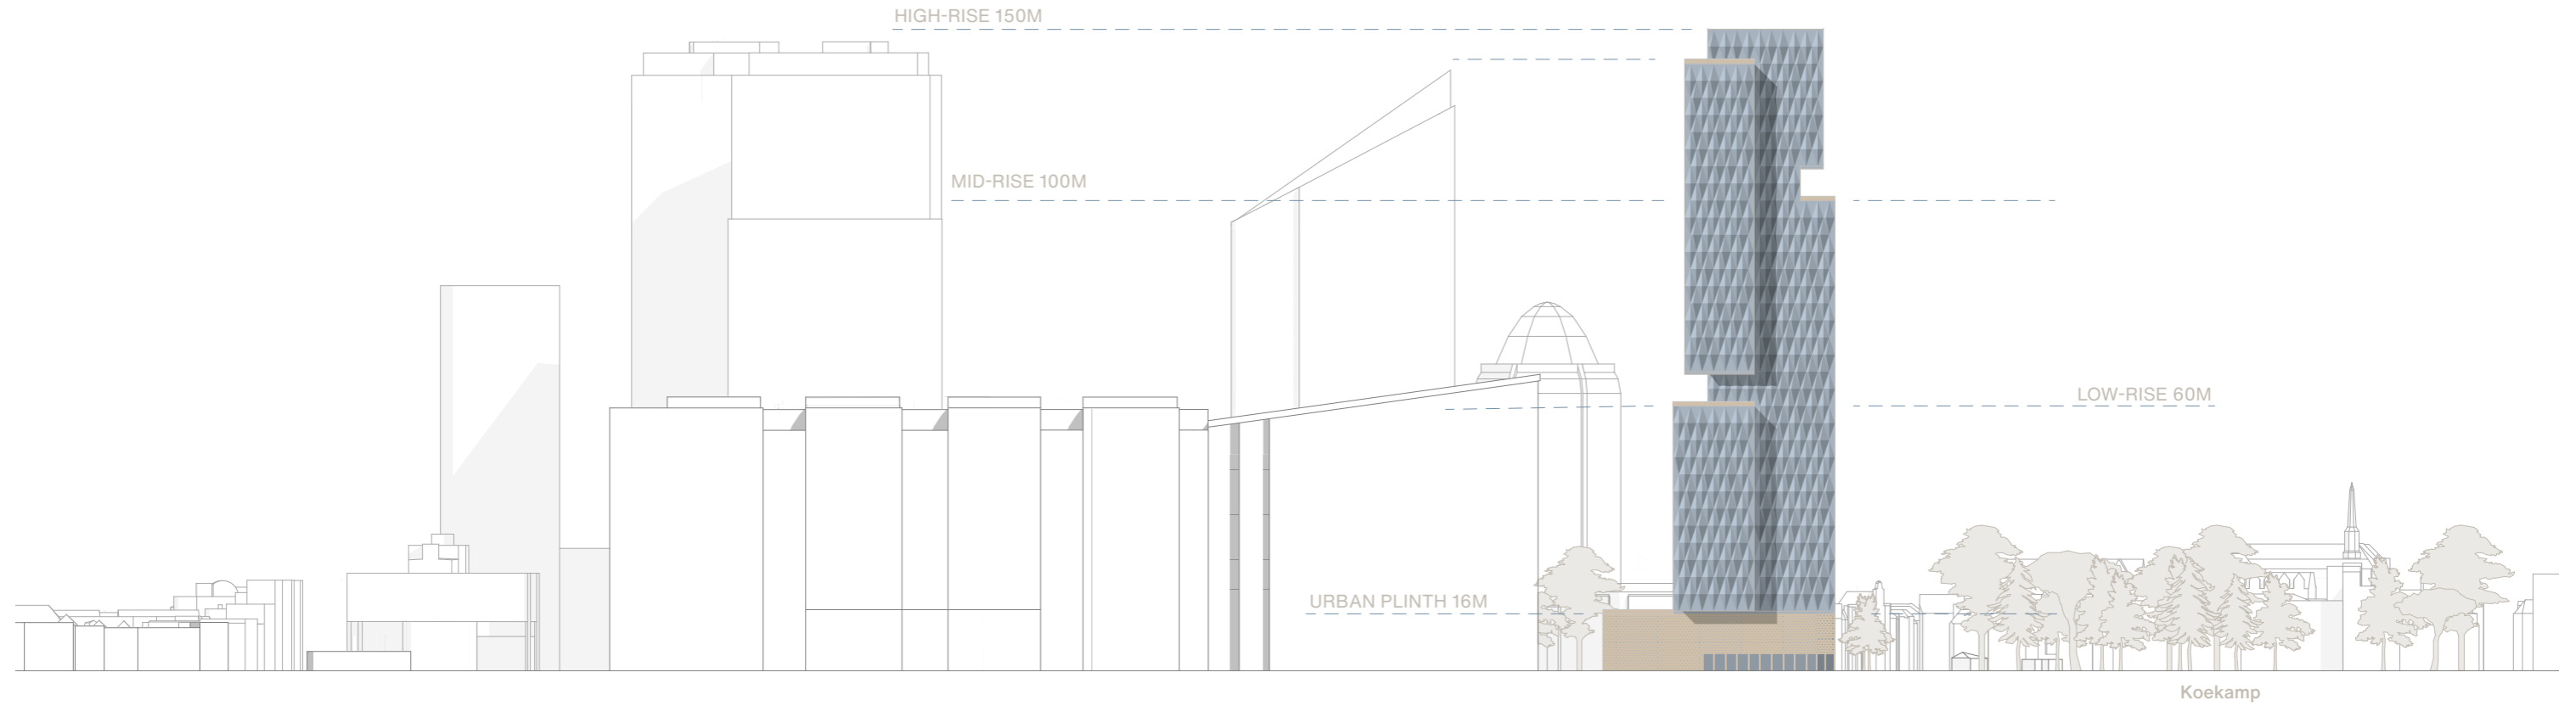 HIGH-RISE 150M
MID-RISE 100M
LOW-RISE 60M
URBAN PLINTH 16M
Koekamp